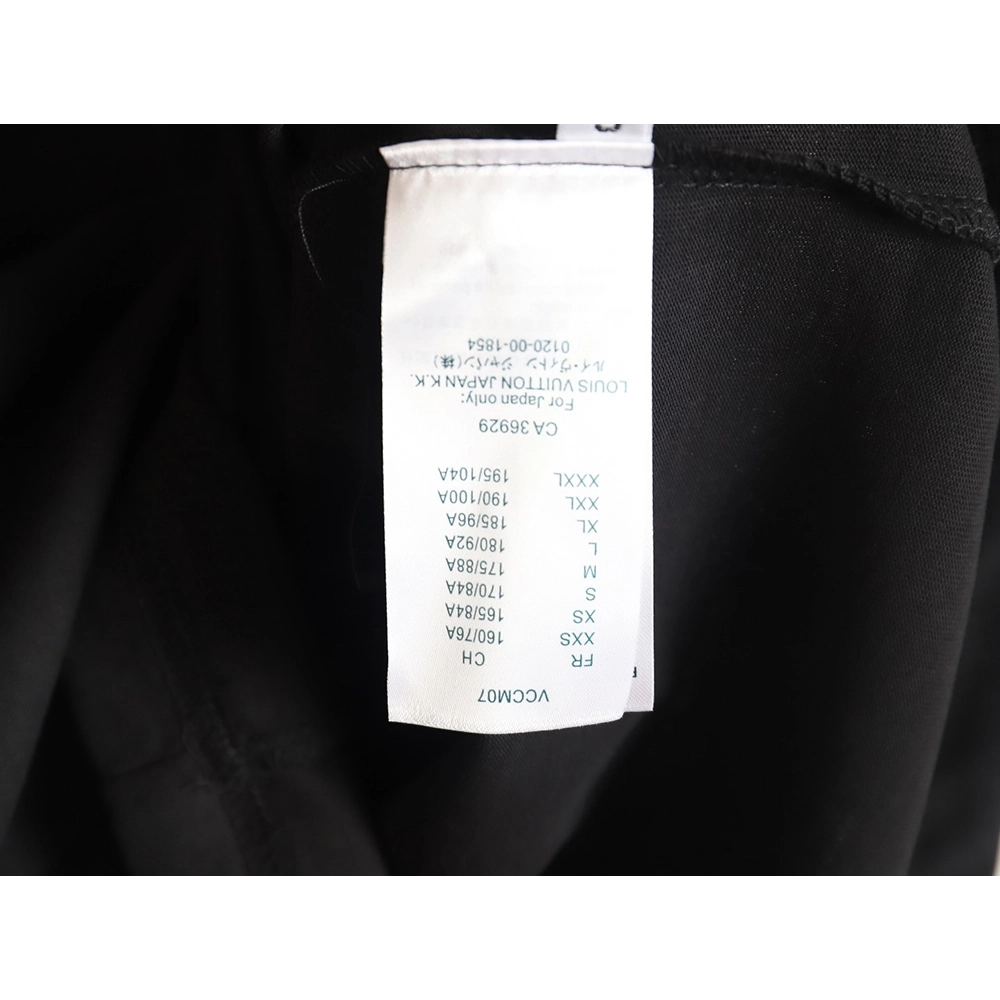 VCCM07
FR CH
XXS 160/76A
XS 165/84A
S 170/84A
M 175/88A
L 180/92A
XL 185/96A
XXL 190/100A
XXXL 195/104A
CA 36929
For Japan only:
LOUIS VUITTON JAPAN K.K.
ルイ・ヴィトン ジャパン(株)
0120-00-1854